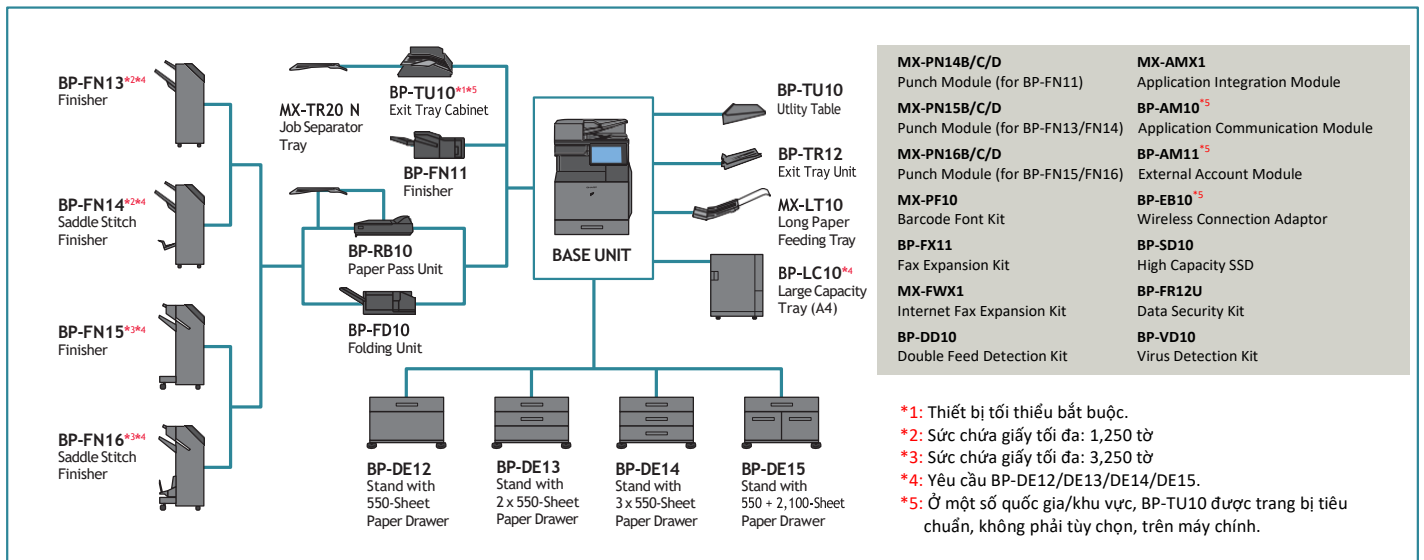 BP-FN13*2*4
Finisher
BP-FN14*2*4
Saddle Stitch
Finisher
BP-FN15*3*4
Finisher
BP-FN16*3*4
Saddle Stitch
Finisher
MX-TR20 N
Job Separator
Tray
BP-TU10*1*5
Exit Tray Cabinet
BP-FN11
Finisher
BP-RB10
Paper Pass Unit
BP-FD10
Folding Unit
BASE UNIT
BP-TU10
Utlity Table
BP-TR12
Exit Tray Unit
MX-LT10
Long Paper
Feeding Tray
BP-LC10*4
Large Capacity
Tray (A4)
BP-DE12
Stand with
550-Sheet
Paper Drawer
BP-DE13
Stand with
2 x 550-Sheet
Paper Drawer
BP-DE14
Stand with
3 x 550-Sheet
Paper Drawer
BP-DE15
Stand with
550 + 2,100-Sheet
Paper Drawer
MX-PN14B/C/D
Punch Module (for BP-FN11)
MX-PN15B/C/D
Punch Module (for BP-FN13/FN14)
MX-PN16B/C/D
Punch Module (for BP-FN15/FN16)
MX-PF10
Barcode Font Kit
BP-FX11
Fax Expansion Kit
MX-FWX1
Internet Fax Expansion Kit
BP-DD10
Double Feed Detection Kit
MX-AMX1
Application Integration Module
BP-AM10*5
Application Communication Module
BP-AM11*5
External Account Module
BP-EB10*5
Wireless Connection Adaptor
BP-SD10
High Capacity SSD
BP-FR12U
Data Security Kit
BP-VD10
Virus Detection Kit
*1: Thiết bị tối thiểu bắt buộc.
*2: Sức chứa giấy tối đa: 1,250 tờ
*3: Sức chứa giấy tối đa: 3,250 tờ
*4: Yêu cầu BP-DE12/DE13/DE14/DE15.
*5: Ở một số quốc gia/khu vực, BP-TU10 được trang bị tiêu
chuẩn, không phải tùy chọn, trên máy chính.